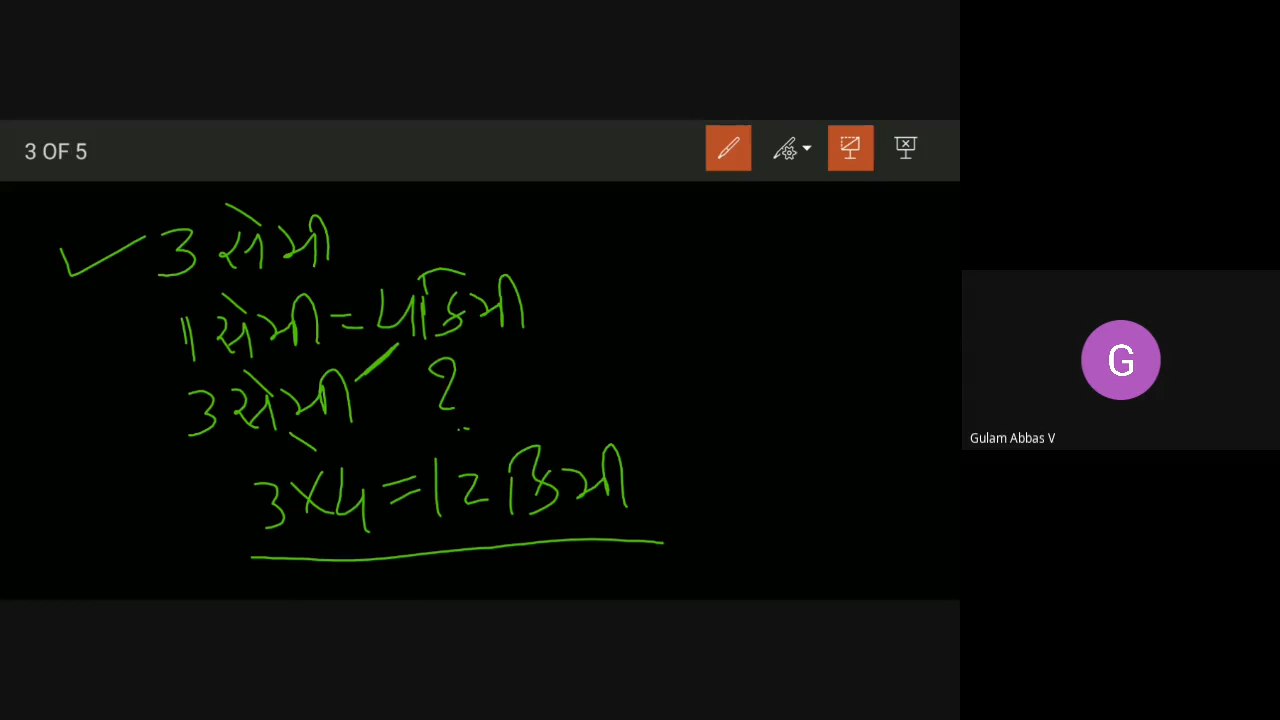 3 OF 5
3 સેમી
1 સેમી = 4 કિમી
3 સેમી ?
3 × 4 = 12 કિમી
G
Gulam Abbas V